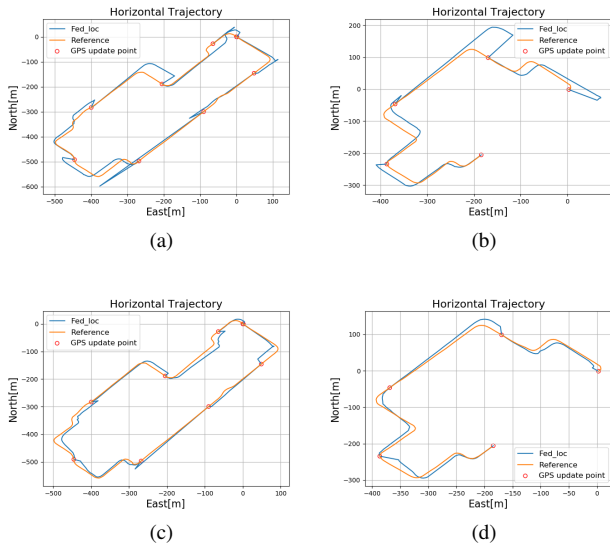 Horizontal Trajectory
Fed_loc
Reference
GPS update point
North[m]
0
−100
−200
−300
−400
−500
−600
−500 −400 −300 −200 −100 0 100
East[m]
(a)
Horizontal Trajectory
Fed_loc
Reference
GPS update point
North[m]
200
100
0
−100
−200
−300
−400 −300 −200 −100 0
East[m]
(b)
Horizontal Trajectory
Fed_loc
Reference
GPS update point
North[m]
0
−100
−200
−300
−400
−500
−500 −400 −300 −200 −100 0 100
East[m]
(c)
Horizontal Trajectory
North[m]
100
0
−100
−200
−300
Fed_loc
Reference
GPS update point
−400 −350 −300 −250 −200 −150 −100 −50 0
East[m]
(d)